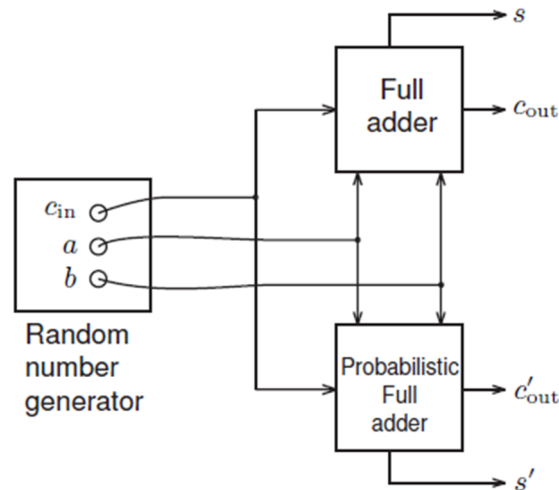 s
Full
adder
c_out
c_in
a
b
Random
number
generator
Probabilistic
Full
adder
c′_out
s′